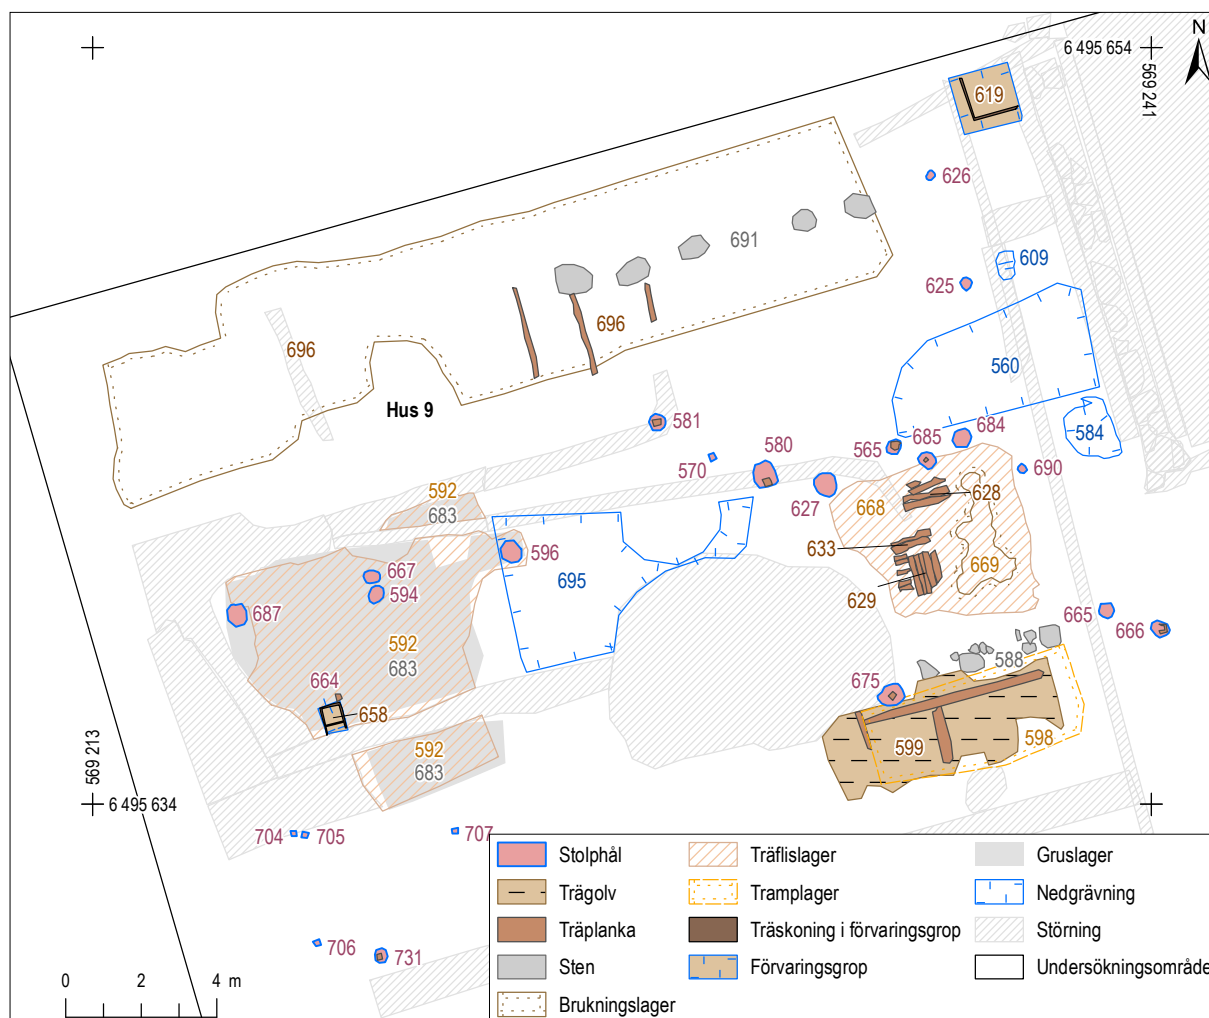 N
6 495 654
569 241
619
626
691
609
625
696
696
560
Hus 9
581
580
565
685
684
584
570
690
592
683
627
668
628
596
633
669
667
695
594
629
687
665
666
592
683
664
588
675
658
592
683
599
598
569 213
6 495 634
704
705
707
706
731
0 2 4 m
Stolphål
Träflislager
Gruslager
Trägolv
Tramplager
Nedgrävning
Träplanka
Träskoning i förvaringsgrop
Störning
Sten
Förvaringsgrop
Undersökningsområde
Brukningslager